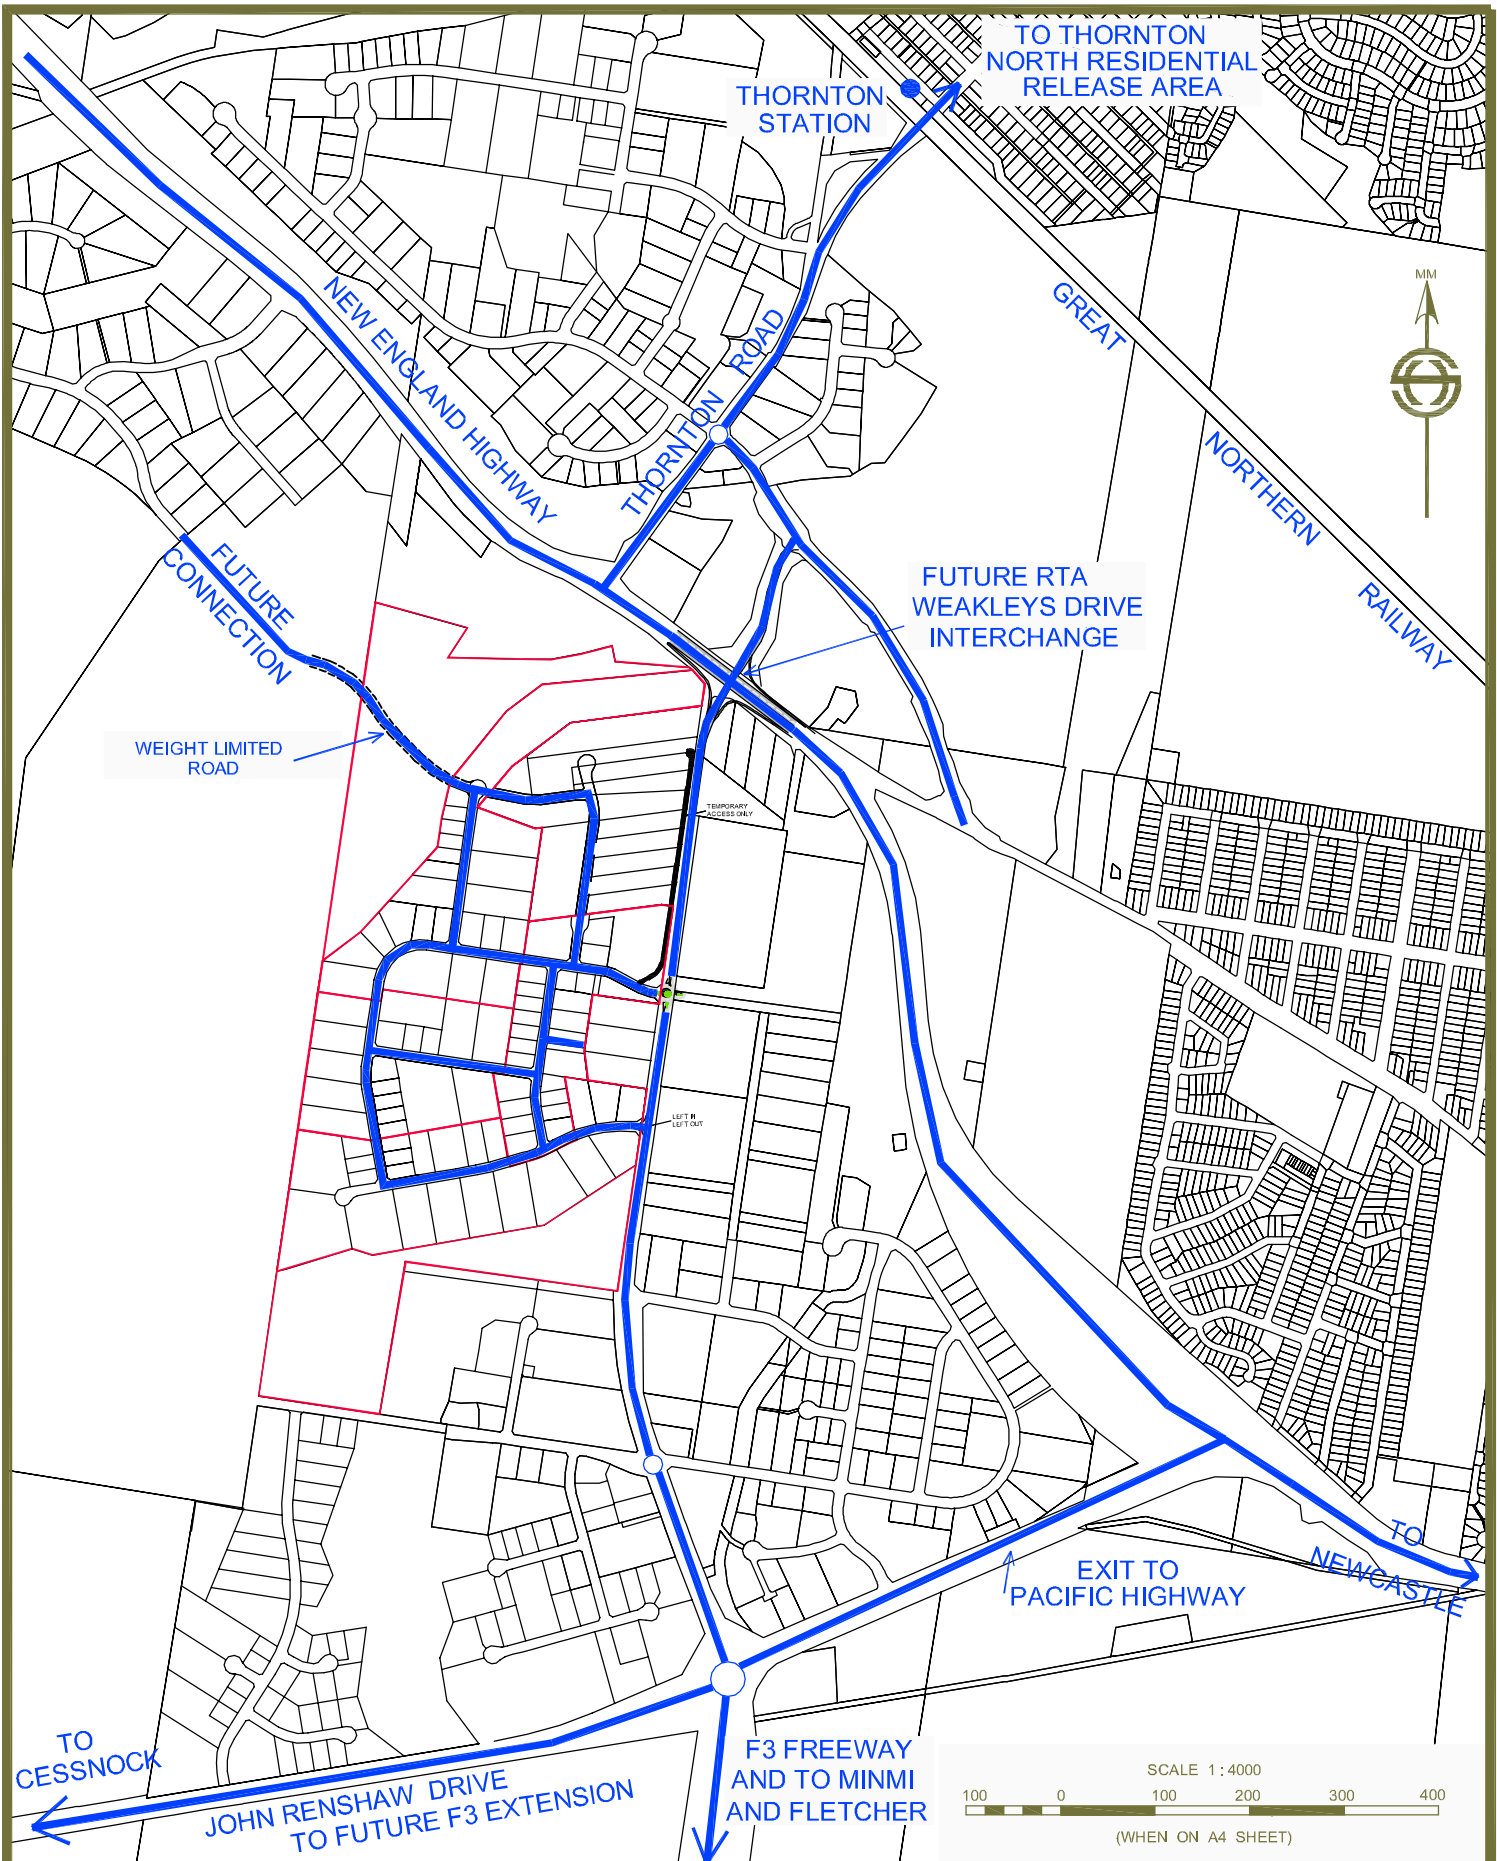 TO THORNTON
NORTH RESIDENTIAL
RELEASE AREA
THORNTON
STATION
MM
GREAT
NORTHERN
RAILWAY
NEW ENGLAND HIGHWAY
THORNTON ROAD
FUTURE
CONNECTION
FUTURE RTA
WEAKLEYS DRIVE
INTERCHANGE
WEIGHT LIMITED
ROAD
TEMPORARY
ACCESS ONLY
LEFT IN
LEFT OUT
EXIT TO
PACIFIC HIGHWAY
TO
NEWCASTLE
TO
CESSNOCK
JOHN RENSHAW DRIVE
TO FUTURE F3 EXTENSION
F3 FREEWAY
AND TO MINMI
AND FLETCHER
SCALE 1:4000
100 0 100 200 300 400
(WHEN ON A4 SHEET)